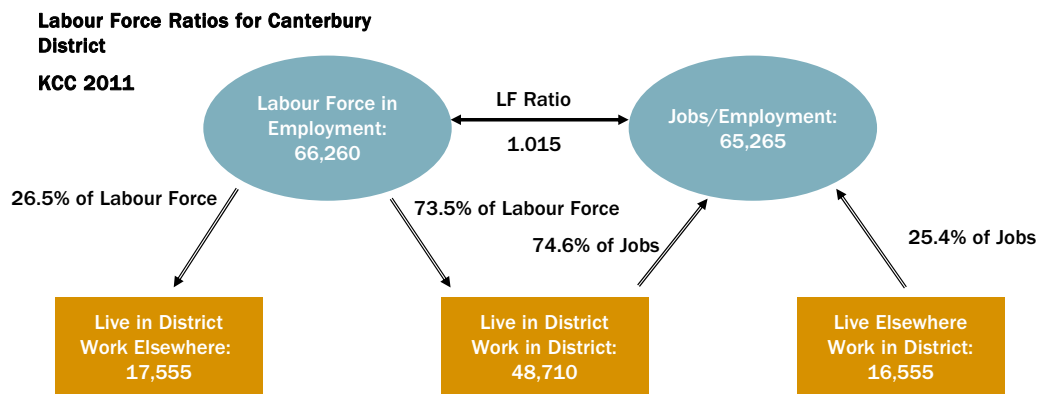 Labour Force Ratios for Canterbury
District
KCC 2011
Labour Force in
Employment:
66,260
LF Ratio
1.015
Jobs/Employment:
65,265
26.5% of Labour Force
73.5% of Labour Force
74.6% of Jobs
25.4% of Jobs
Live in District
Work Elsewhere:
17,555
Live in District
Work in District:
48,710
Live Elsewhere
Work in District:
16,555